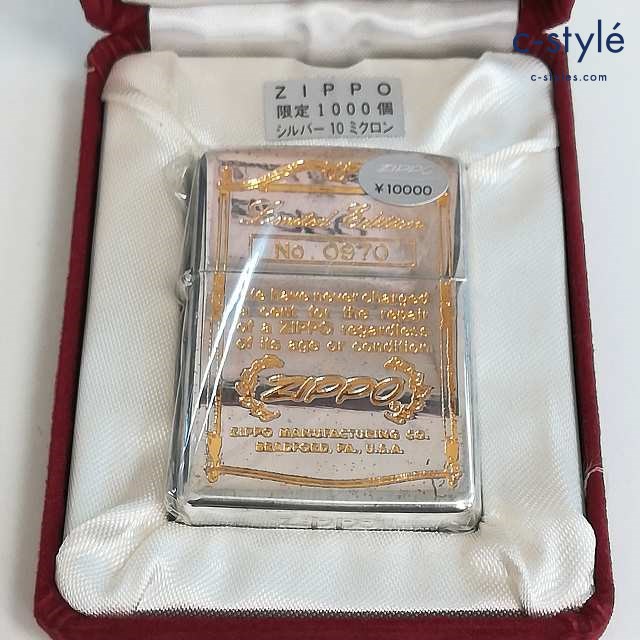 c-stylé
c-styles.com
ZIPPO
限定1000個
シルバー10ミクロン
ZIPPO
¥10000
Limited Edition
No. 0970
We have never charged
a cent for the repair
of a ZIPPO regardless
of its age or condition
ZIPPO
ZIPPO MANUFACTURING CO.
BRADFORD, PA., U.S.A.
ZIPPO